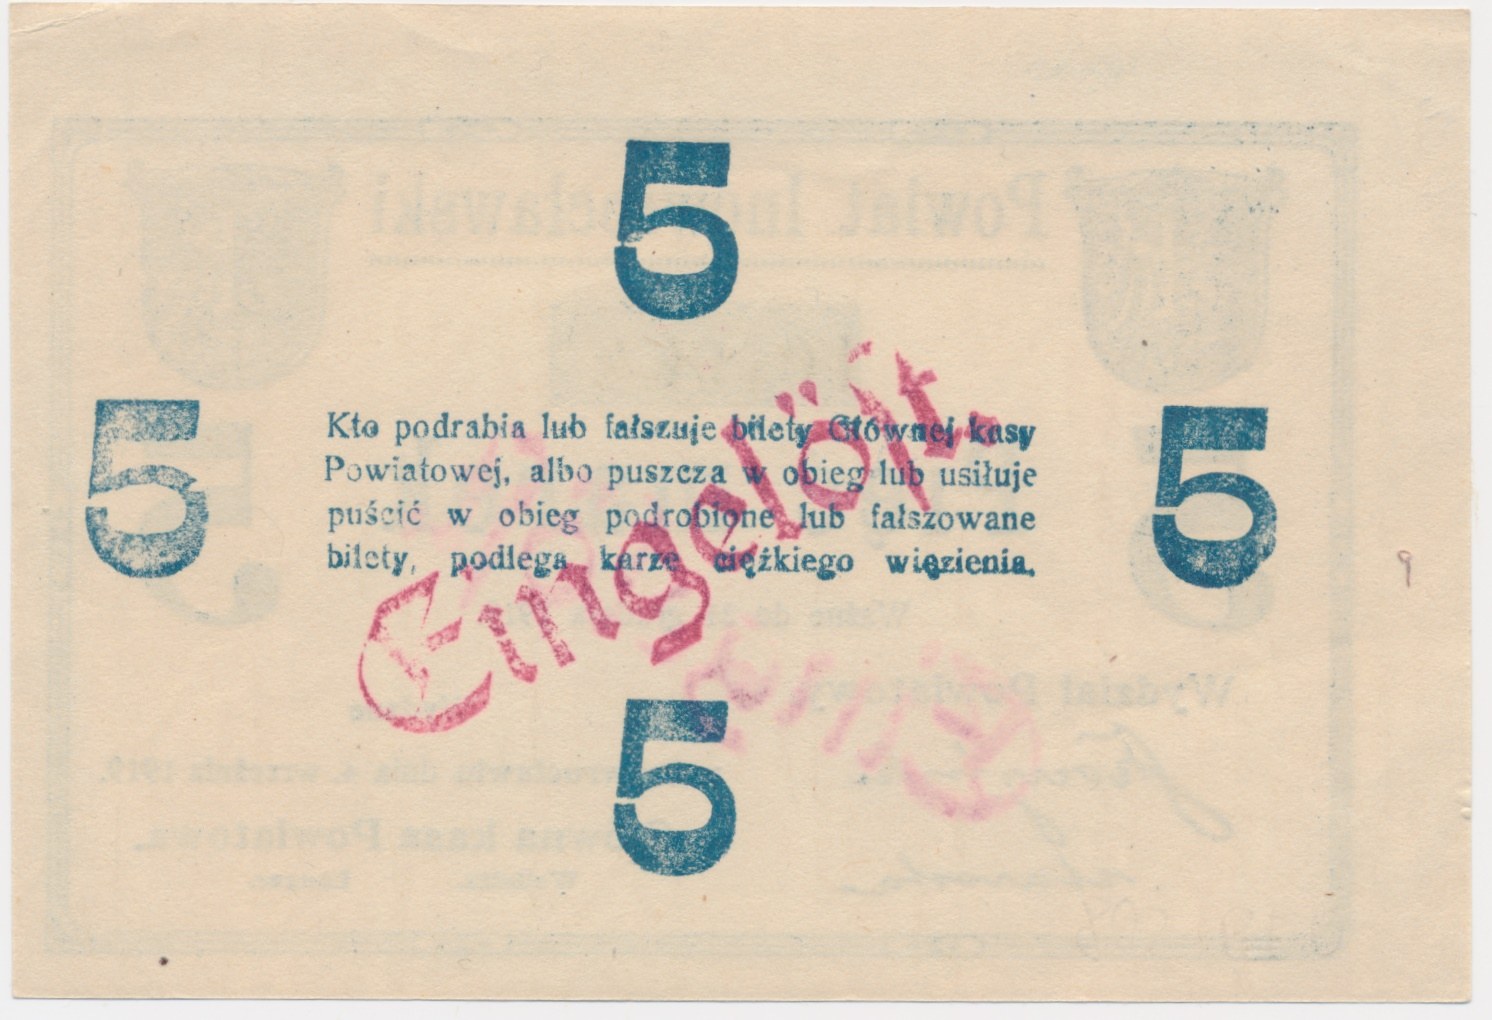 5
5
5
Kto podrabia lub fałszuje bilety Głównej kasy
Powiatowej, albo puszcza w obieg lub usiłuje
puścić w obieg podrobione lub fałszowane
bilety, podlega karze ciężkiego więzienia.
Eingelöst.
5
9